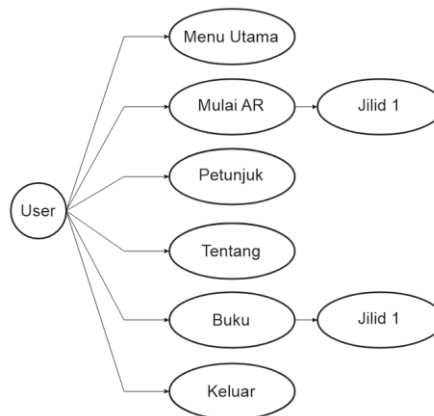 Menu Utama
Mulai AR
Jilid 1
Petunjuk
User
Tentang
Buku
Jilid 1
Keluar